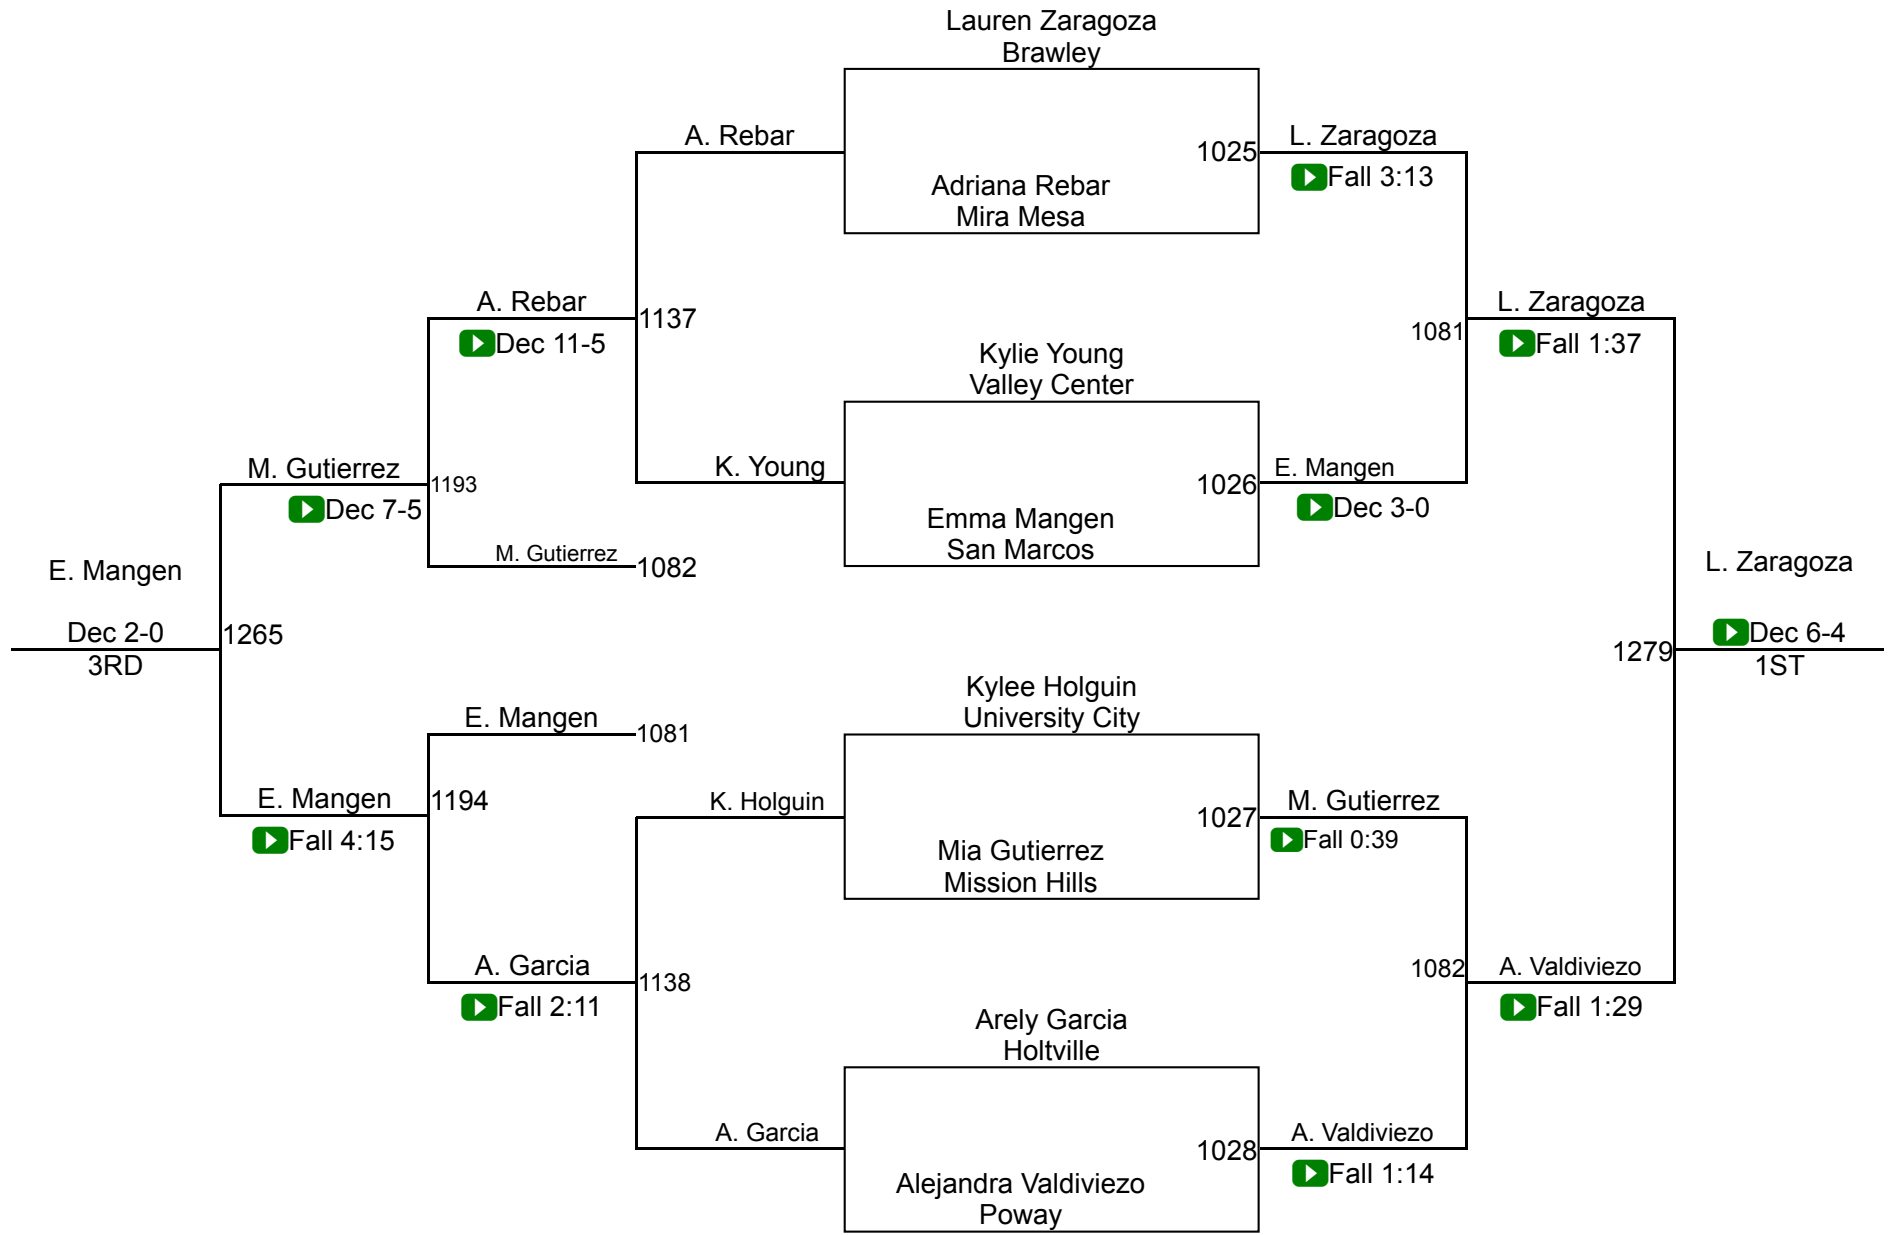 Lauren Zaragoza
Brawley
A. Rebar
1025
L. Zaragoza
Fall 3:13
Adriana Rebar
Mira Mesa
A. Rebar
1137
Dec 11-5
L. Zaragoza
1081
Fall 1:37
Kylie Young
Valley Center
M. Gutierrez
1193
Dec 7-5
K. Young
1026
E. Mangen
Dec 3-0
Emma Mangen
San Marcos
M. Gutierrez
1082
E. Mangen
Dec 2-0
3RD
1265
L. Zaragoza
1279
Dec 6-4
1ST
Kylee Holguin
University City
E. Mangen
1081
E. Mangen
1194
Fall 4:15
K. Holguin
1027
M. Gutierrez
Fall 0:39
Mia Gutierrez
Mission Hills
A. Garcia
1138
Fall 2:11
1082
A. Valdiviezo
Fall 1:29
Arely Garcia
Holtville
A. Garcia
1028
A. Valdiviezo
Fall 1:14
Alejandra Valdiviezo
Poway